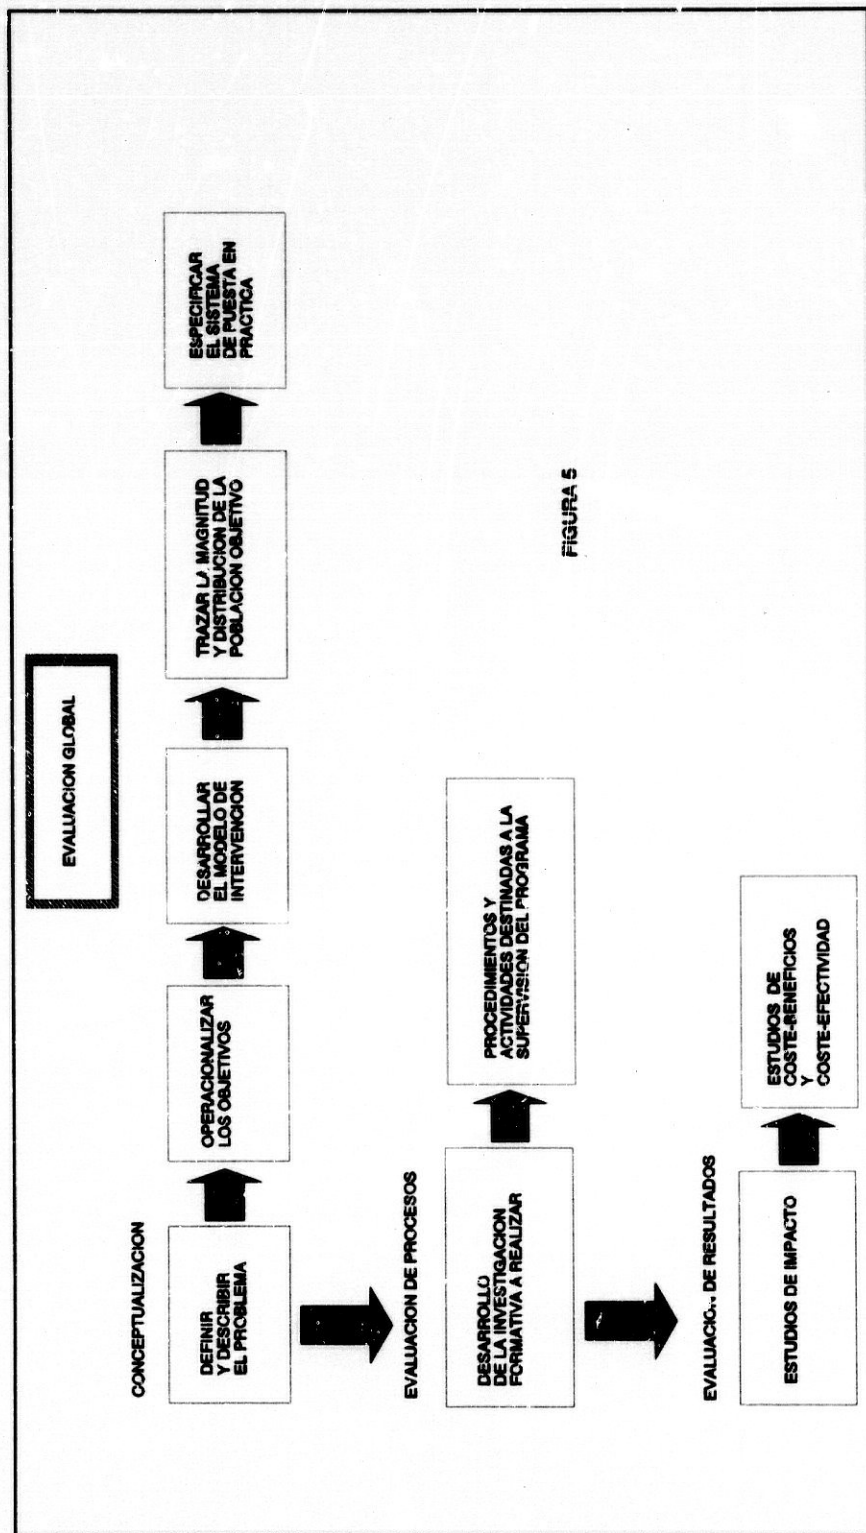 EVALUACION GLOBAL
CONCEPTUALIZACION
DEFINIR
Y DESCRIBIR
EL PROBLEMA
OPERACIONALIZAR
LOS OBJETIVOS
DESARROLLAR
EL MODELO DE
INTERVENCION
TRAZAR LA MAGNITUD
Y DISTRIBUCION DE LA
POBLACION OBJETIVO
ESPECIFICAR
EL SISTEMA
DE PUESTA EN
PRACTICA
EVALUACION DE PROCESOS
DESARROLLO
DE LA INVESTIGACION
FORMATIVA A REALIZAR
PROCEDIMIENTOS Y
ACTIVIDADES DESTINADAS A LA
SUPERVISION DEL PROGRAMA
EVALUACION DE RESULTADOS
ESTUDIOS DE IMPACTO
ESTUDIOS DE
COSTE-BENEFICIOS
Y
COSTE-EFECTIVIDAD
FIGURA 5